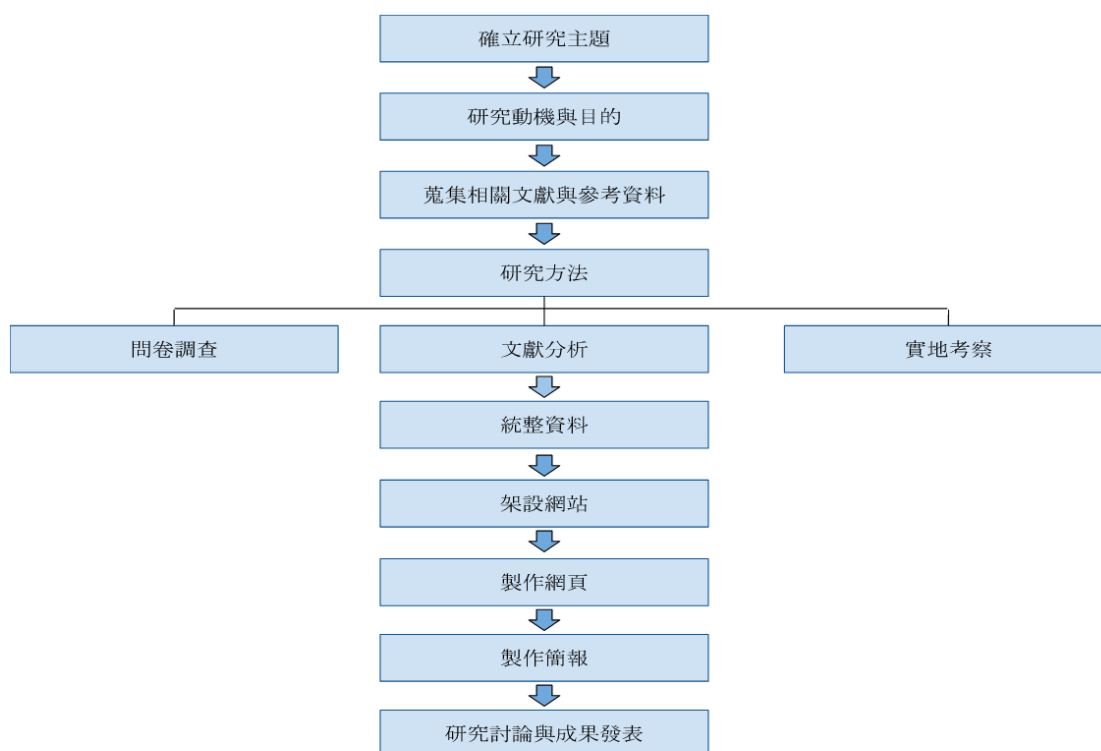 確立研究主題
研究動機與目的
蒐集相關文獻與參考資料
研究方法
問卷調查
文獻分析
實地考察
統整資料
架設網站
製作網頁
製作簡報
研究討論與成果發表